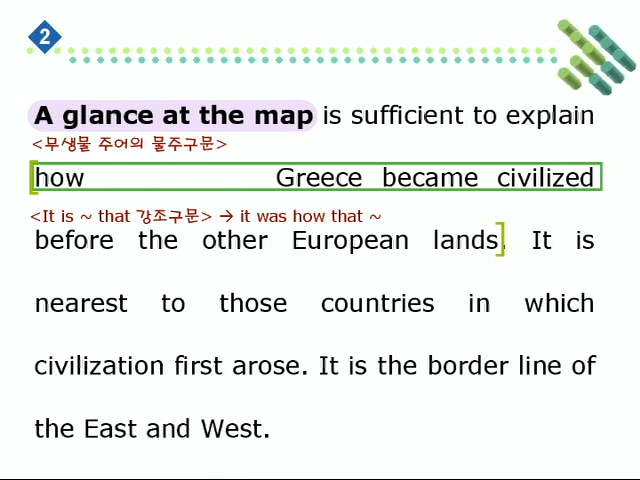 2
A glance at the map is sufficient to explain
<무생물 주어의 물주구문>
how Greece became civilized
<It is ~ that 강조구문> → it was how that ~
before the other European lands. It is
nearest to those countries in which
civilization first arose. It is the border line of
the East and West.